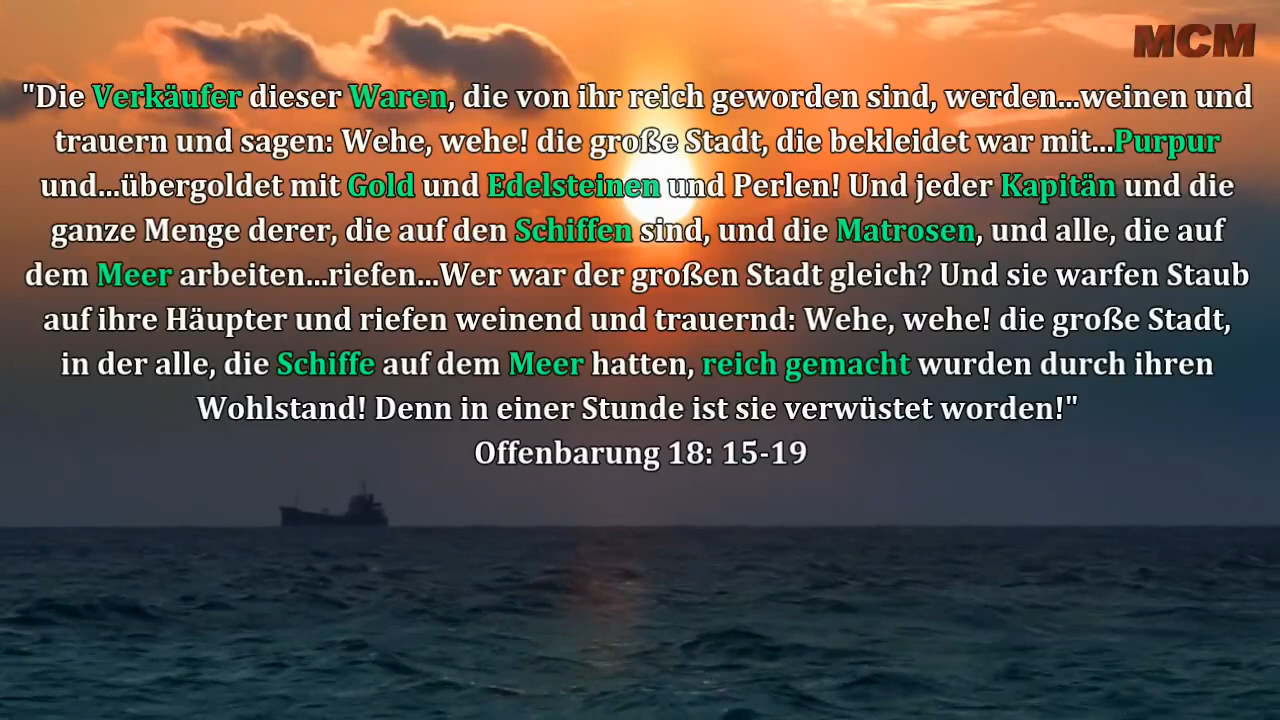 MCM
"Die Verkäufer dieser Waren, die von ihr reich geworden sind, werden...weinen und
trauern und sagen: Wehe, wehe! die große Stadt, die bekleidet war mit...Purpur
und...übergoldet mit Gold und Edelsteinen und Perlen! Und jeder Kapitän und die
ganze Menge derer, die auf den Schiffen sind, und die Matrosen, und alle, die auf
dem Meer arbeiten...riefen...Wer war der großen Stadt gleich? Und sie warfen Staub
auf ihre Häupter und riefen weinend und trauernd: Wehe, wehe! die große Stadt,
in der alle, die Schiffe auf dem Meer hatten, reich gemacht wurden durch ihren
Wohlstand! Denn in einer Stunde ist sie verwüstet worden!"
Offenbarung 18: 15-19